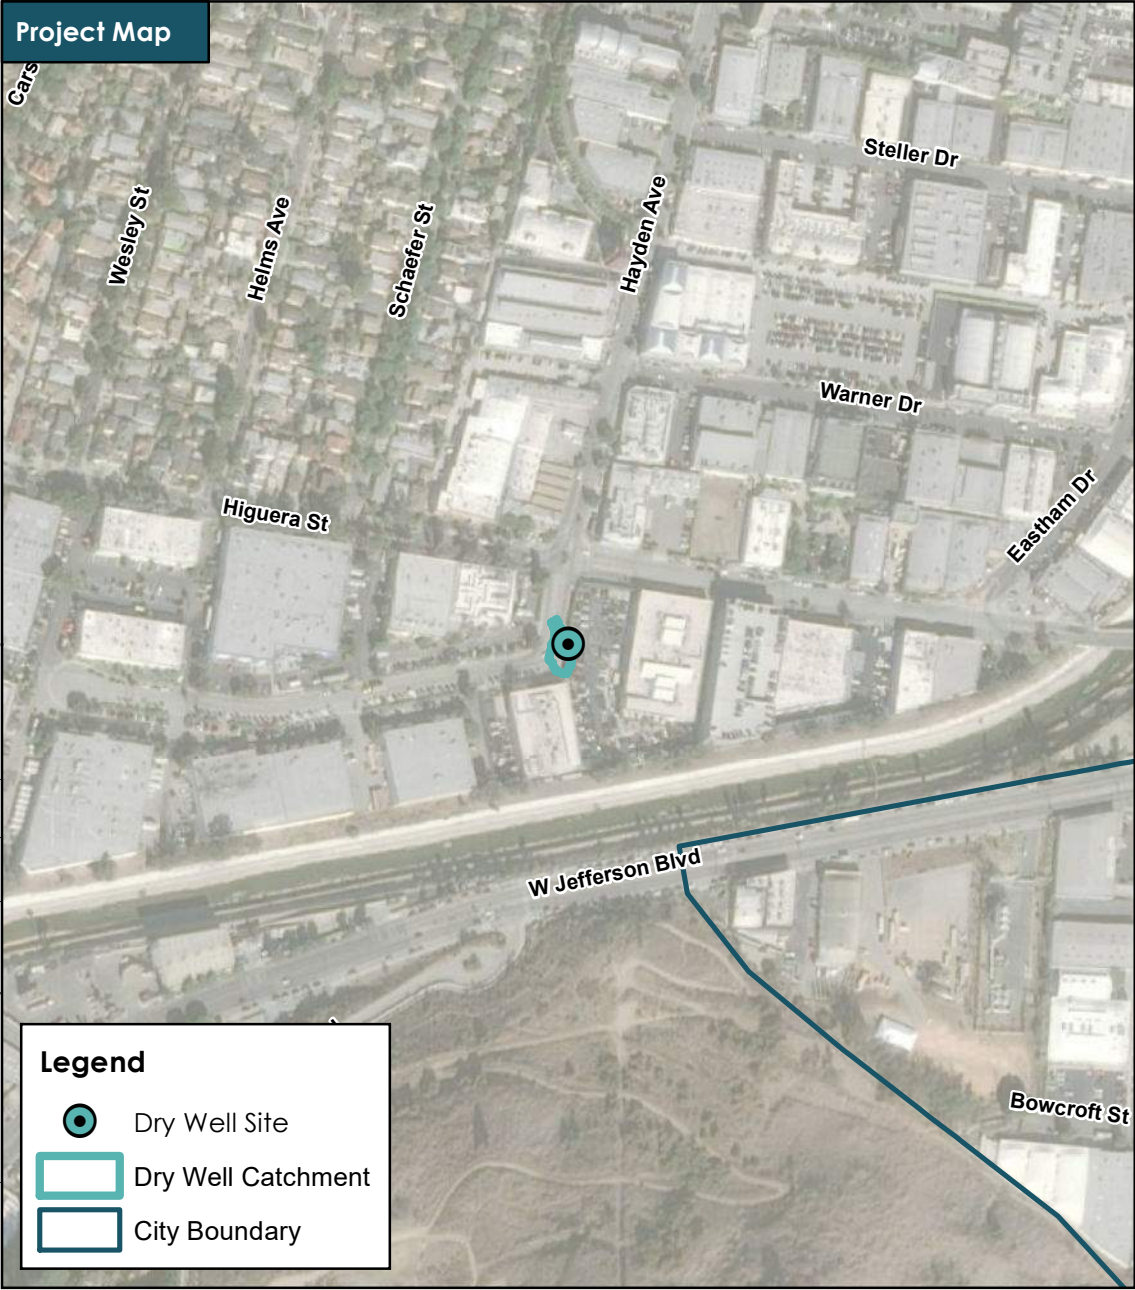 Project Map
Cars
Steller Dr
Wesley St
Helms Ave
Schaefer St
Hayden Ave
Warner Dr
Higuera St
Eastham Dr
W Jefferson Blvd
Legend
Dry Well Site
Dry Well Catchment
City Boundary
Bowcroft St